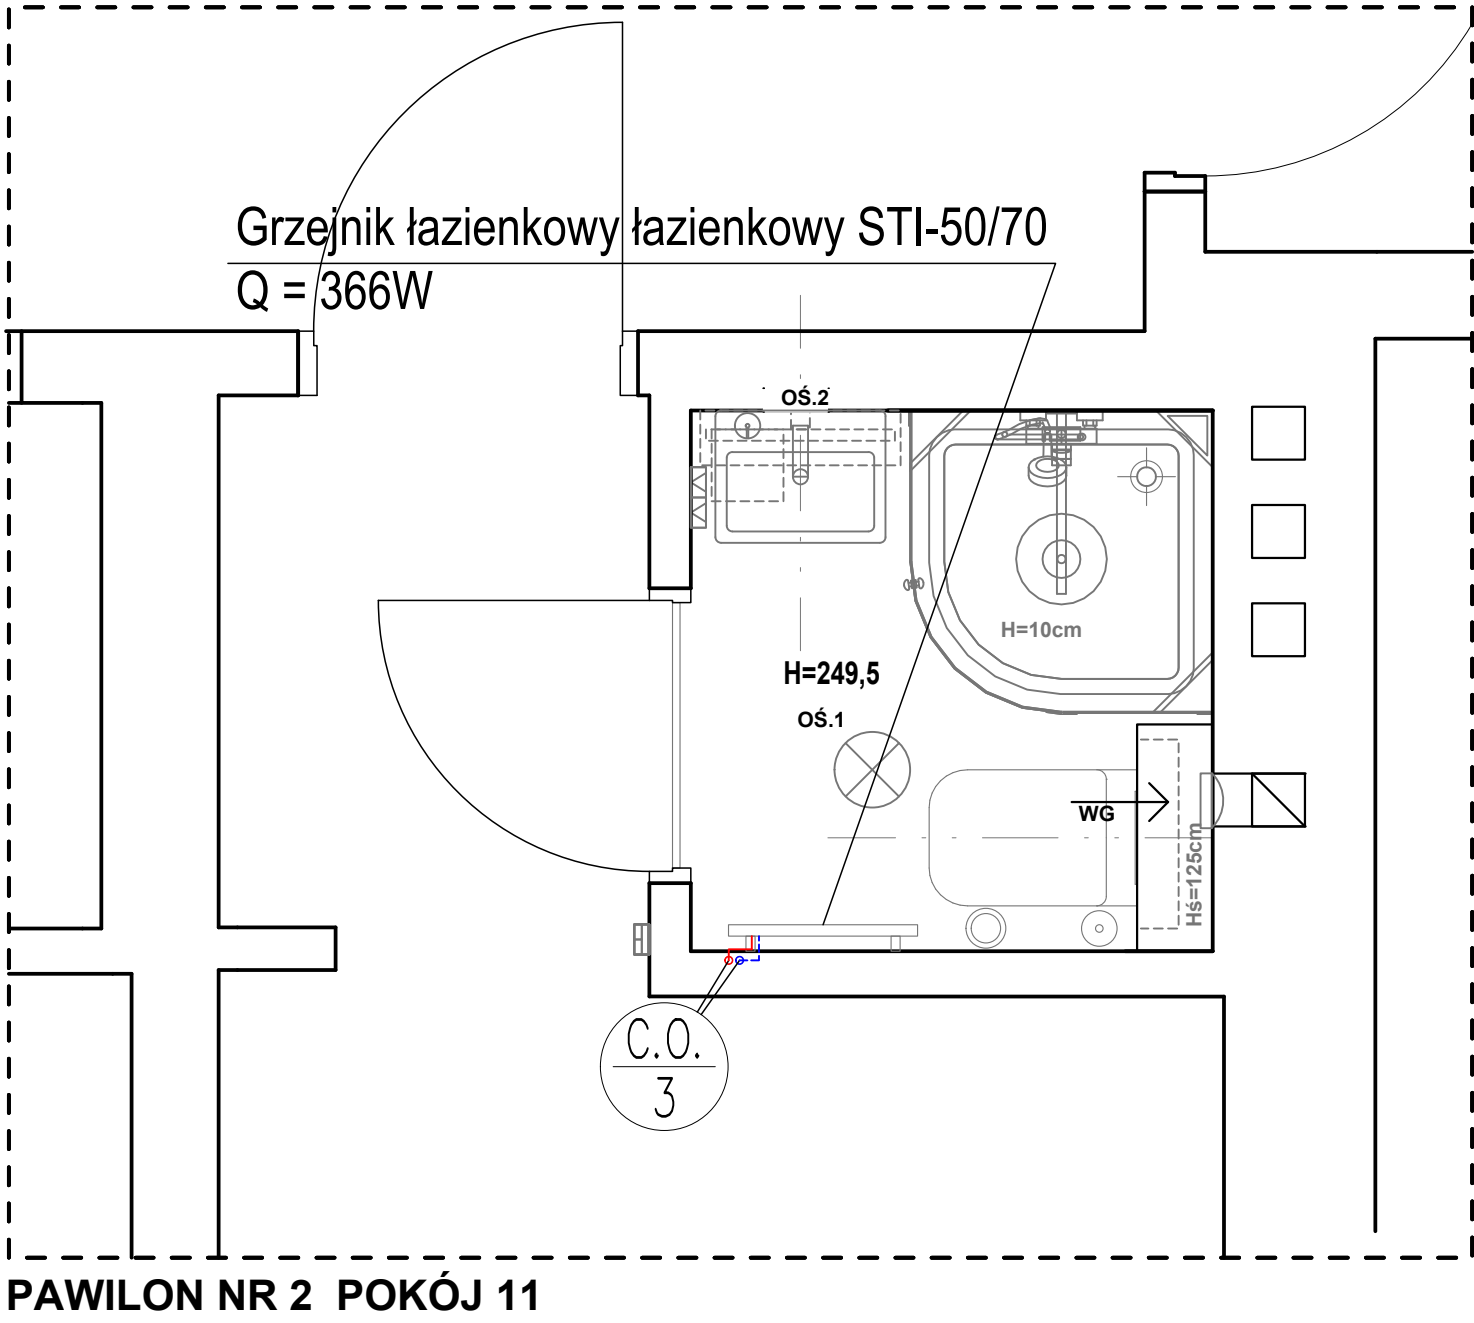 Grzejnik łazienkowy łazienkowy STI-50/70
Q = 366W
OŚ.2
H=10cm
H=249,5
OŚ.1
WG
Hś=125cm
C.O.
3
PAWILON NR 2 POKÓJ 11